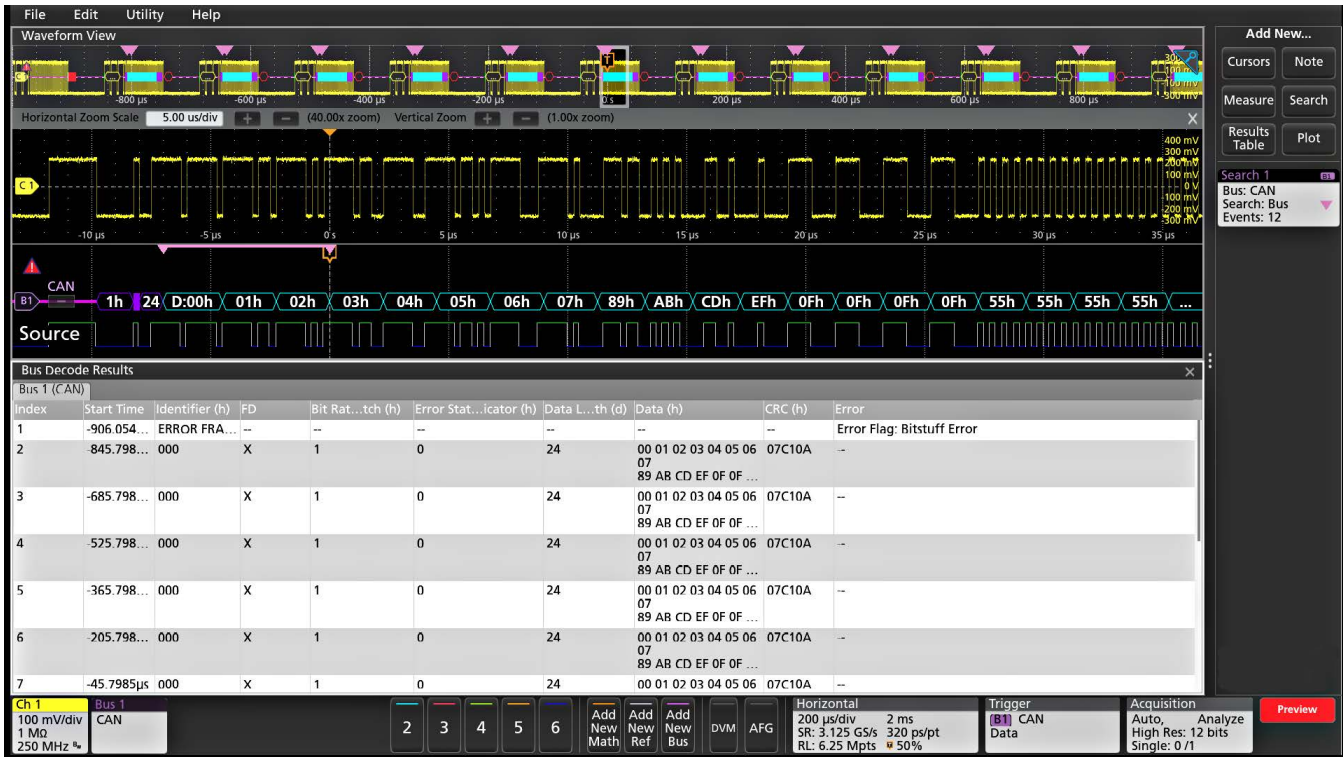 File Edit Utility Help
Waveform View
Add New...
Cursors Note
Measure Search
Results Table Plot
-800 µs -600 µs -400 µs -200 µs 0 s 200 µs 400 µs 600 µs 800 µs
Horizontal Zoom Scale 5.00 us/div + - (40.00x zoom) Vertical Zoom + - (1.00x zoom) X
Search 1 B1
Bus: CAN
Search: Bus
Events: 12
400 mV
300 mV
200 mV
100 mV
0 V
-100 mV
-200 mV
-300 mV
C 1
-10 µs -5 µs 0 s 5 µs 10 µs 15 µs 20 µs 25 µs 30 µs 35 µs
T
CAN
B1 1h 24 D:00h 01h 02h 03h 04h 05h 06h 07h 89h ABh CDh EFh 0Fh 0Fh 0Fh 0Fh 55h 55h 55h 55h ...
Source
Bus Decode Results
Bus 1 (CAN)
Index Start Time Identifier (h) FD Bit Rat...tch (h) Error Stat...icator (h) Data L...th (d) Data (h) CRC (h) Error
1 -906.054... ERROR FRA... -- -- -- -- -- -- Error Flag: Bitstuff Error
2 -845.798... 000 X 1 0 24 00 01 02 03 04 05 06 07C10A --
07
89 AB CD EF 0F 0F ...
3 -685.798... 000 X 1 0 24 00 01 02 03 04 05 06 07C10A --
07
89 AB CD EF 0F 0F ...
4 -525.798... 000 X 1 0 24 00 01 02 03 04 05 06 07C10A --
07
89 AB CD EF 0F 0F ...
5 -365.798... 000 X 1 0 24 00 01 02 03 04 05 06 07C10A --
07
89 AB CD EF 0F 0F ...
6 -205.798... 000 X 1 0 24 00 01 02 03 04 05 06 07C10A --
07
89 AB CD EF 0F 0F ...
7 -45.7985µs 000 X 1 0 24 00 01 02 03 04 05 06 07C10A --
Ch 1
100 mV/div
1 MΩ
250 MHz
Bus 1
CAN
2 3 4 5 6
Add New Math
Add New Ref
Add New Bus
DVM AFG
Horizontal
200 µs/div 2 ms
SR: 3.125 GS/s 320 ps/pt
RL: 6.25 Mpts 50%
Trigger
B1 CAN
Data
Acquisition
Auto, Analyze
High Res: 12 bits
Single: 0 /1
Preview